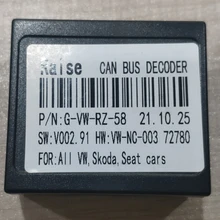 Raise CAN BUS DECODER
P/N:G-VW-RZ-58 21.10.25
SW:V002.91 HW:VW-NC-003 72780
FOR:All VW,Skoda,Seat cars